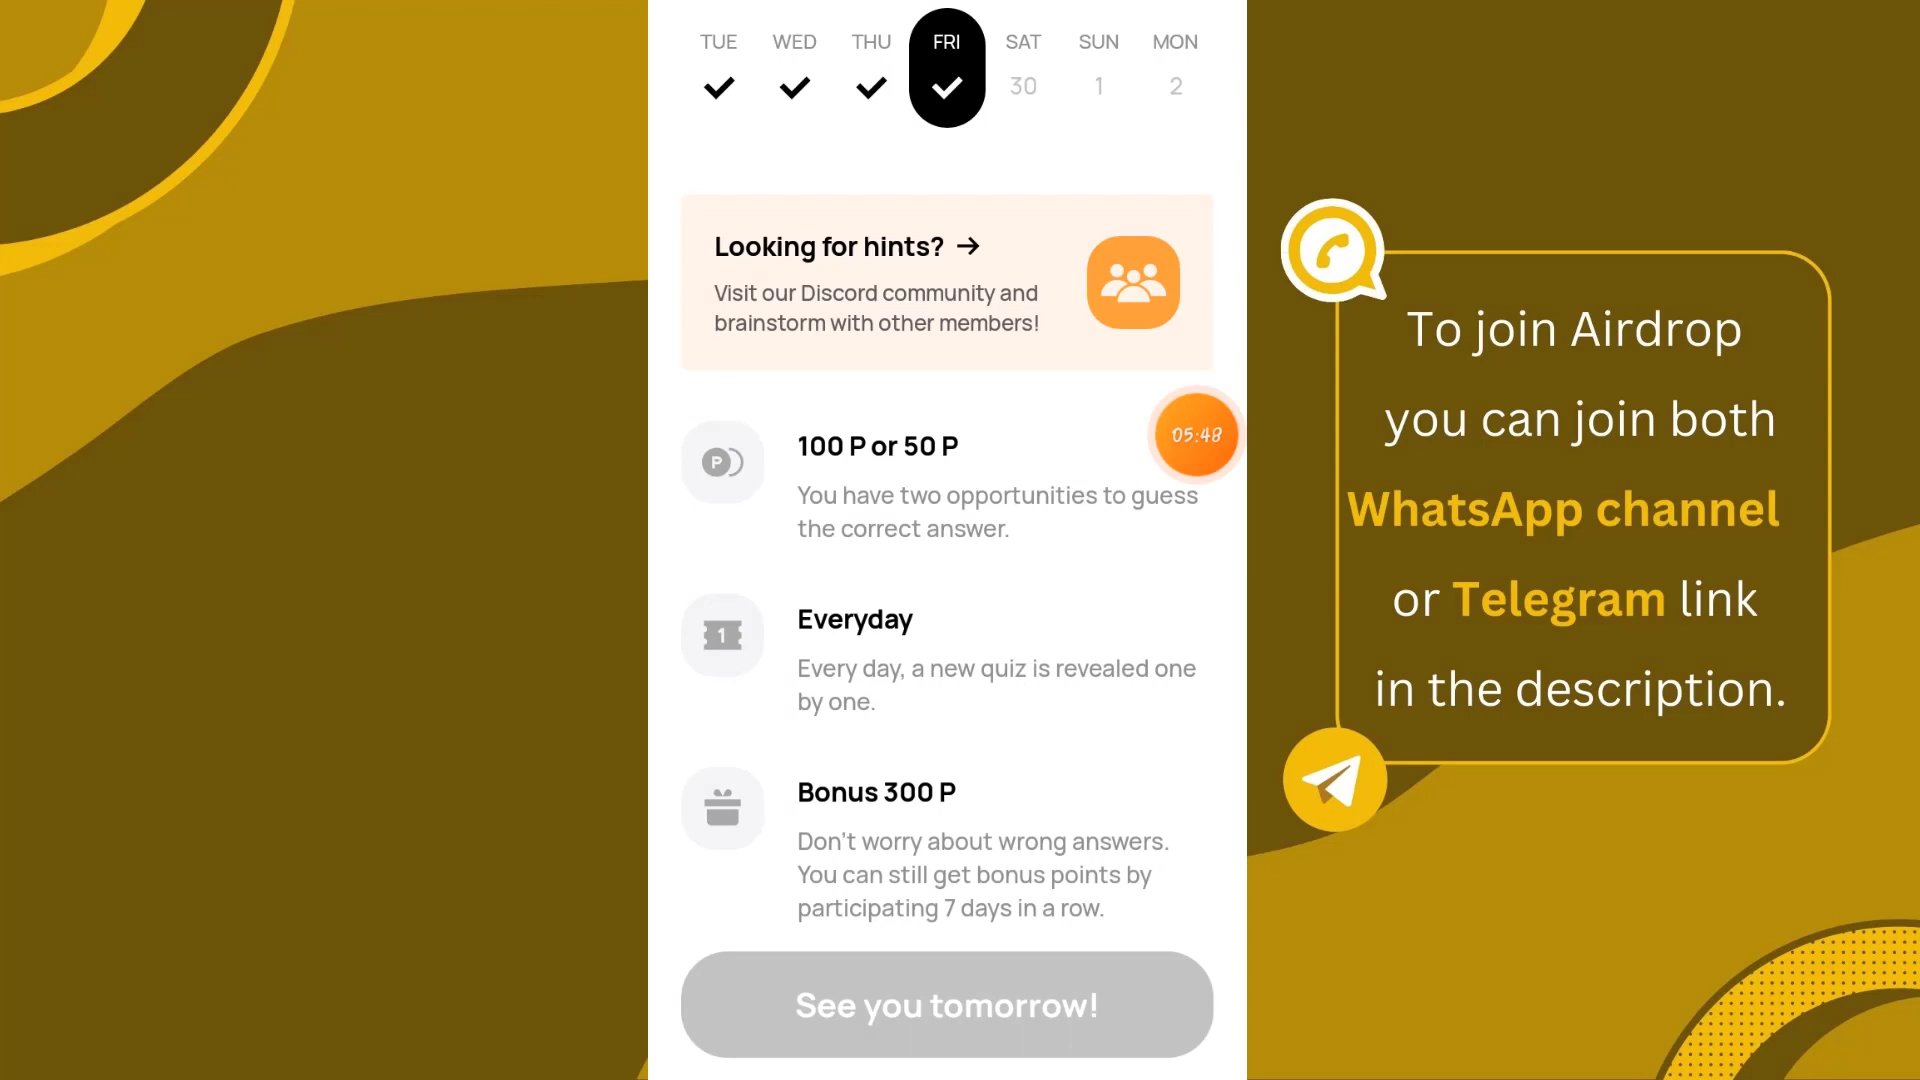 TUE WED THU FRI SAT SUN MON
30 1 2
Looking for hints? →
Visit our Discord community and
brainstorm with other members!
05:48
P
100 P or 50 P
You have two opportunities to guess
the correct answer.
1
Everyday
Every day, a new quiz is revealed one
by one.
Bonus 300 P
Don't worry about wrong answers.
You can still get bonus points by
participating 7 days in a row.
See you tomorrow!
To join Airdrop
you can join both
WhatsApp channel
or Telegram link
in the description.